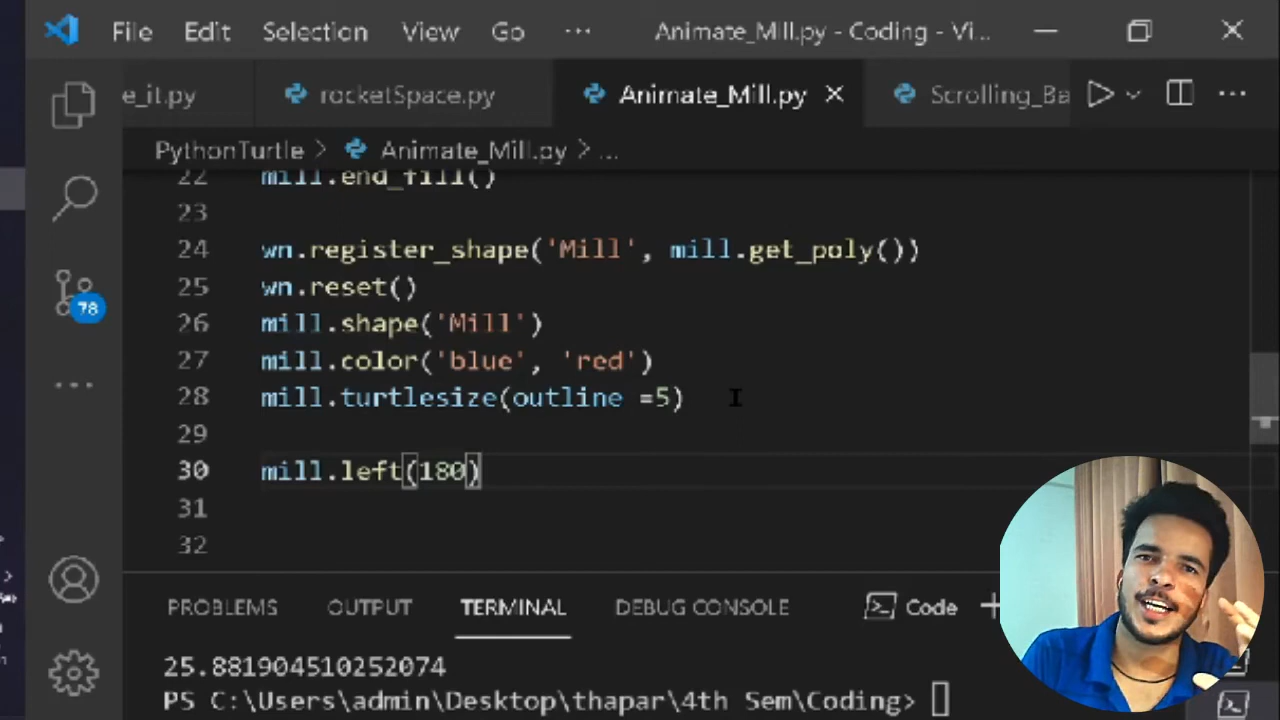 File Edit Selection View Go ... Animate_Mill.py - Coding - Vi...
e_it.py rocketSpace.py Animate_Mill.py Scrolling_Ba
PythonTurtle > Animate_Mill.py > ...
22 mill.end_fill()
23
24 wn.register_shape('Mill', mill.get_poly())
25 wn.reset()
26 mill.shape('Mill')
27 mill.color('blue', 'red')
28 mill.turtlesize(outline =5)
29
30 mill.left(180)
31
32
78
PROBLEMS OUTPUT TERMINAL DEBUG CONSOLE Code
25.881904510252074
PS C:\Users\admin\Desktop\thapar\4th Sem\Coding>